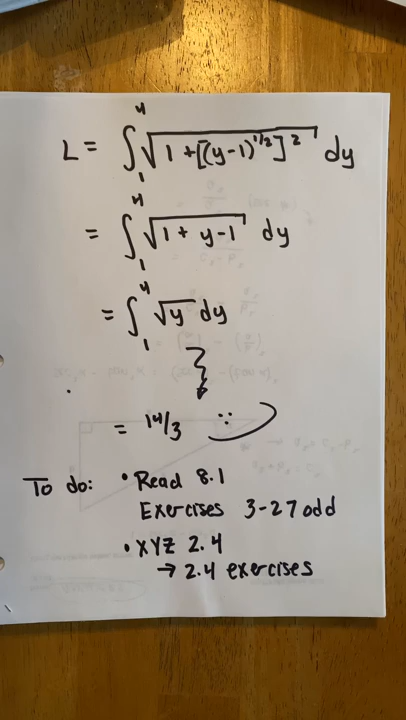 L = ∫₁⁴ √(1 + [(y-1)^(1/2)]²) dy
= ∫₁⁴ √(1 + y-1) dy
= ∫₁⁴ √y dy
= 14/3
To do: • Read 8.1
Exercises 3-27 odd
• XYZ 2.4
→ 2.4 exercises